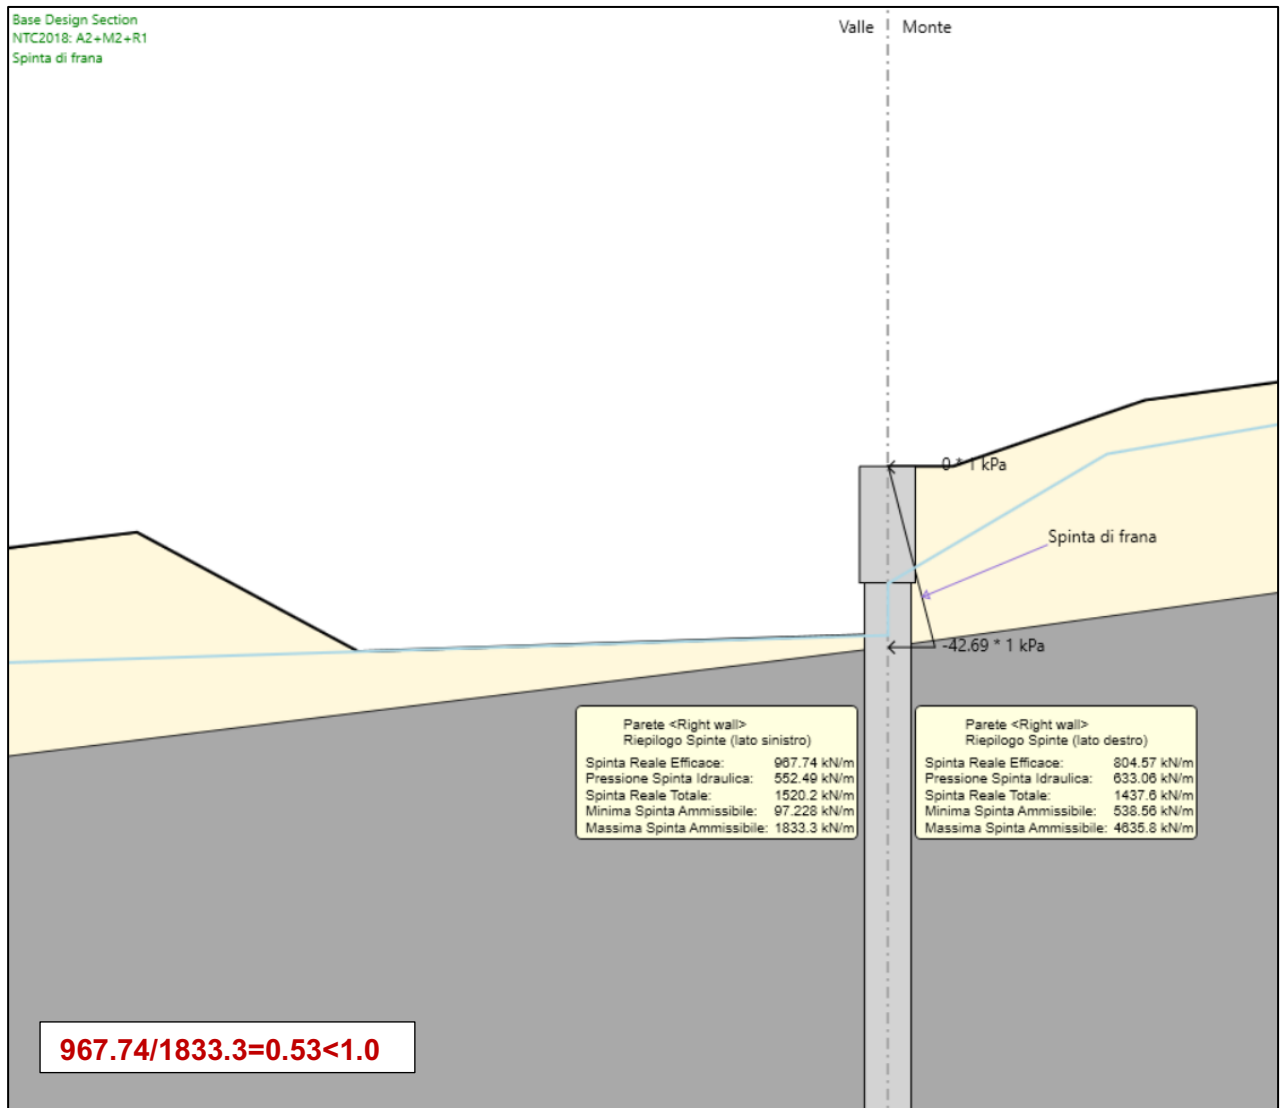 Base Design Section
NTC2018: A2+M2+R1
Spinta di frana
Valle
Monte
0 * 1 kPa
Spinta di frana
-42.69 * 1 kPa
Parete <Right wall>
Riepilogo Spinte (lato sinistro)
Spinta Reale Efficace: 967.74 kN/m
Pressione Spinta Idraulica: 552.49 kN/m
Spinta Reale Totale: 1520.2 kN/m
Minima Spinta Ammissibile: 97.228 kN/m
Massima Spinta Ammissibile: 1833.3 kN/m
Parete <Right wall>
Riepilogo Spinte (lato destro)
Spinta Reale Efficace: 804.57 kN/m
Pressione Spinta Idraulica: 633.06 kN/m
Spinta Reale Totale: 1437.6 kN/m
Minima Spinta Ammissibile: 538.56 kN/m
Massima Spinta Ammissibile: 4635.8 kN/m
967.74/1833.3=0.53<1.0